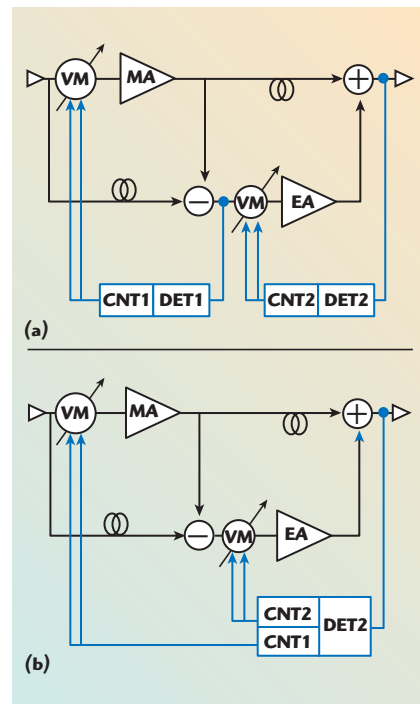 VM MA +
− VM EA
CNT1 DET1 CNT2 DET2
(a)
VM MA +
− VM EA
CNT2
CNT1 DET2
(b)